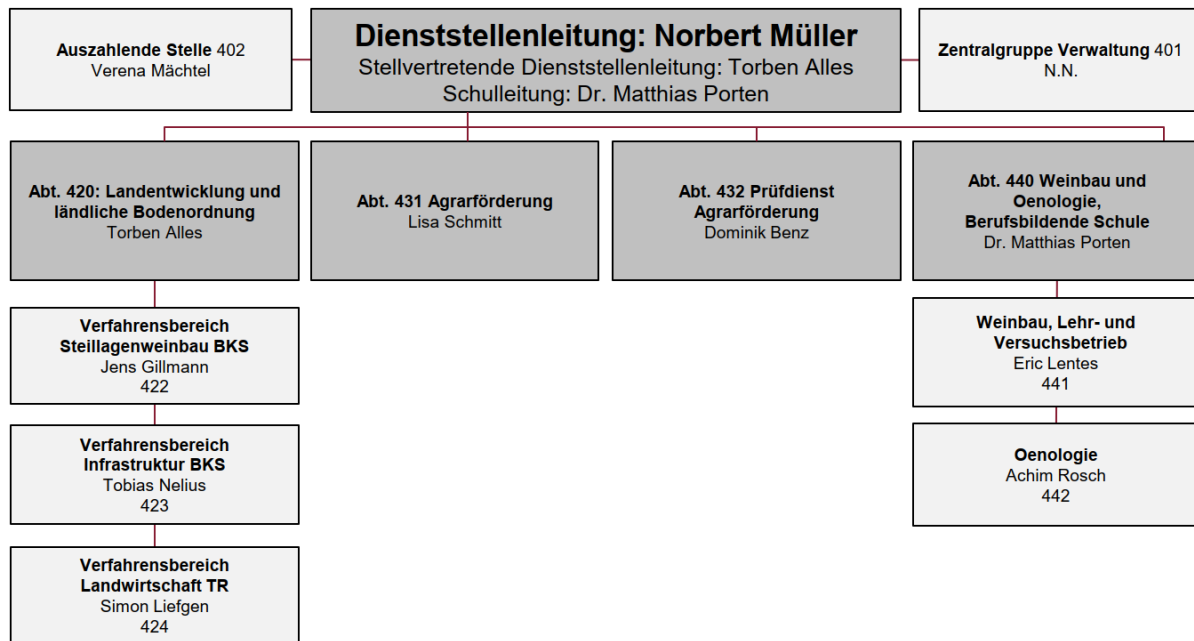 Auszahlende Stelle 402
Verena Mächtel
Dienststellenleitung: Norbert Müller
Stellvertretende Dienststellenleitung: Torben Alles
Schulleitung: Dr. Matthias Porten
Zentralgruppe Verwaltung 401
N.N.
Abt. 420: Landentwicklung und
ländliche Bodenordnung
Torben Alles
Abt. 431 Agrarförderung
Lisa Schmitt
Abt. 432 Prüfdienst
Agrarförderung
Dominik Benz
Abt. 440 Weinbau und
Oenologie,
Berufsbildende Schule
Dr. Matthias Porten
Verfahrensbereich
Steillagenweinbau BKS
Jens Gillmann
422
Weinbau, Lehr- und
Versuchsbetrieb
Eric Lentes
441
Verfahrensbereich
Infrastruktur BKS
Tobias Nelius
423
Oenologie
Achim Rosch
442
Verfahrensbereich
Landwirtschaft TR
Simon Liefgen
424